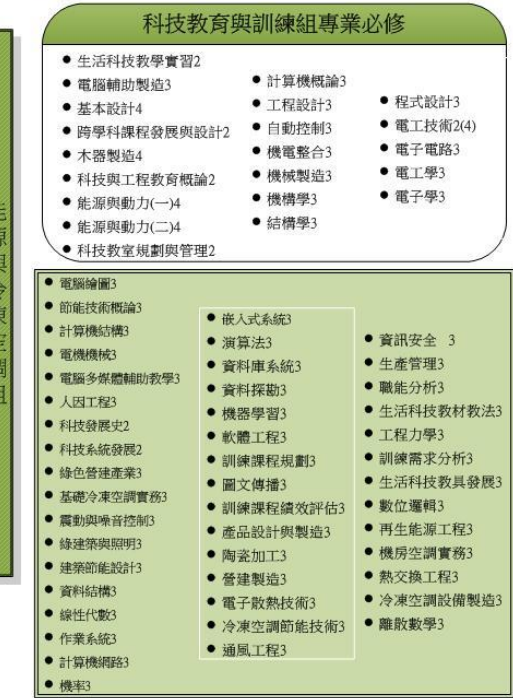 科技教育與訓練組專業必修
● 生活科技教學實習2
● 電腦輔助製造3
● 基本設計4
● 跨學科課程發展與設計2
● 木器製造4
● 科技與工程教育概論2
● 能源與動力(一)4
● 能源與動力(二)4
● 科技教室規劃與管理2
● 計算機概論3
● 工程設計3
● 自動控制3
● 機電整合3
● 機械製造3
● 機構學3
● 結構學3
● 程式設計3
● 電工技術2(4)
● 電子電路3
● 電工學3
● 電子學3
能源與冷凍空調組
● 電腦繪圖3
● 節能技術概論3
● 計算機結構3
● 電機機械3
● 電腦多媒體輔助教學3
● 人因工程3
● 科技發展史2
● 科技系統發展2
● 綠色營建產業3
● 基礎冷凍空調實務3
● 震動與噪音控制3
● 綠建築與照明3
● 建築節能設計3
● 資料結構3
● 線性代數3
● 作業系統3
● 計算機網路3
● 機率3
● 嵌入式系統3
● 演算法3
● 資料庫系統3
● 資料探勘3
● 機器學習3
● 軟體工程3
● 訓練課程規劃3
● 圖文傳播3
● 訓練課程績效評估3
● 產品設計與製造3
● 陶瓷加工3
● 營建製造3
● 電子散熱技術3
● 冷凍空調節能技術3
● 通風工程3
● 資訊安全 3
● 生產管理3
● 職能分析3
● 生活科技教材教法3
● 工程力學3
● 訓練需求分析3
● 生活科技教具發展3
● 數位邏輯3
● 再生能源工程3
● 機房空調實務3
● 熱交換工程3
● 冷凍空調設備製造3
● 離散數學3